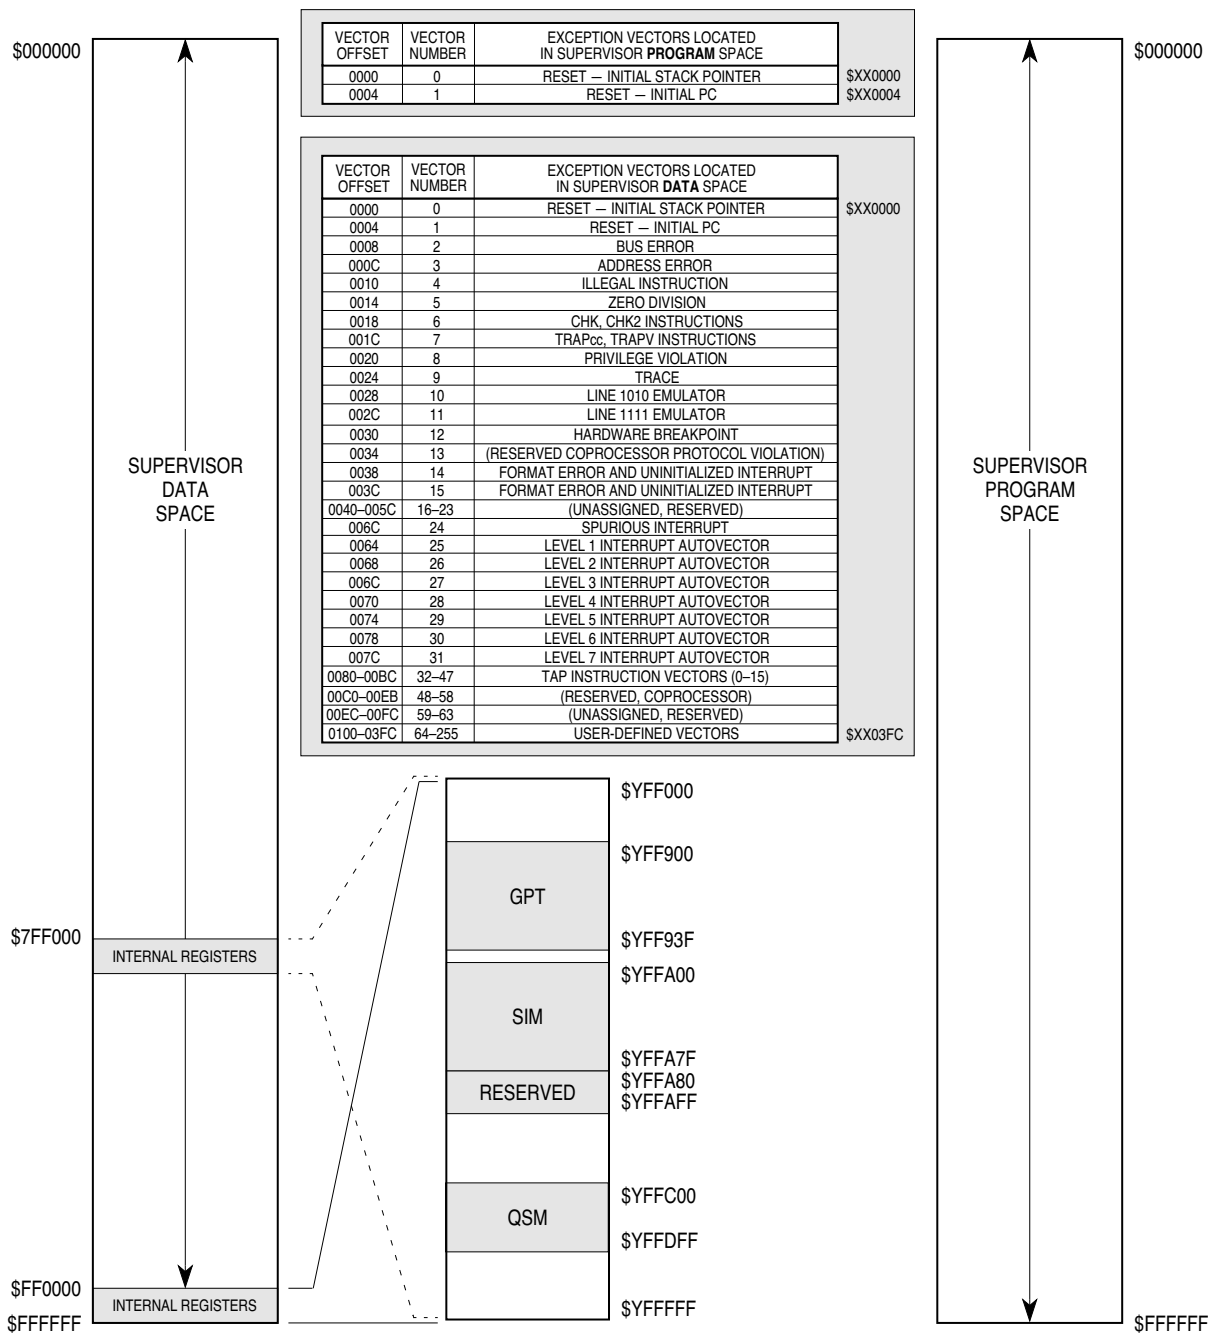 $000000
VECTOR OFFSET VECTOR NUMBER EXCEPTION VECTORS LOCATED IN SUPERVISOR PROGRAM SPACE
0000 0 RESET — INITIAL STACK POINTER $XX0000
0004 1 RESET — INITIAL PC $XX0004
$000000
VECTOR OFFSET VECTOR NUMBER EXCEPTION VECTORS LOCATED IN SUPERVISOR DATA SPACE
0000 0 RESET — INITIAL STACK POINTER $XX0000
0004 1 RESET — INITIAL PC
0008 2 BUS ERROR
000C 3 ADDRESS ERROR
0010 4 ILLEGAL INSTRUCTION
0014 5 ZERO DIVISION
0018 6 CHK, CHK2 INSTRUCTIONS
001C 7 TRAPcc, TRAPV INSTRUCTIONS
0020 8 PRIVILEGE VIOLATION
0024 9 TRACE
0028 10 LINE 1010 EMULATOR
002C 11 LINE 1111 EMULATOR
0030 12 HARDWARE BREAKPOINT
0034 13 (RESERVED COPROCESSOR PROTOCOL VIOLATION)
0038 14 FORMAT ERROR AND UNINITIALIZED INTERRUPT
003C 15 FORMAT ERROR AND UNINITIALIZED INTERRUPT
0040–005C 16–23 (UNASSIGNED, RESERVED)
006C 24 SPURIOUS INTERRUPT
0064 25 LEVEL 1 INTERRUPT AUTOVECTOR
0068 26 LEVEL 2 INTERRUPT AUTOVECTOR
006C 27 LEVEL 3 INTERRUPT AUTOVECTOR
0070 28 LEVEL 4 INTERRUPT AUTOVECTOR
0074 29 LEVEL 5 INTERRUPT AUTOVECTOR
0078 30 LEVEL 6 INTERRUPT AUTOVECTOR
007C 31 LEVEL 7 INTERRUPT AUTOVECTOR
0080–00BC 32–47 TAP INSTRUCTION VECTORS (0–15)
00C0–00EB 48–58 (RESERVED, COPROCESSOR)
00EC–00FC 59–63 (UNASSIGNED, RESERVED)
0100–03FC 64–255 USER-DEFINED VECTORS $XX03FC
SUPERVISOR
DATA
SPACE
SUPERVISOR
PROGRAM
SPACE
$7FF000
INTERNAL REGISTERS
$FF0000
INTERNAL REGISTERS
$FFFFFF
$YFF000
$YFF900
GPT
$YFF93F
$YFFA00
SIM
$YFFA7F
$YFFA80
RESERVED
$YFFAFF
$YFFC00
QSM
$YFFDFF
$YFFFFF
$FFFFFF